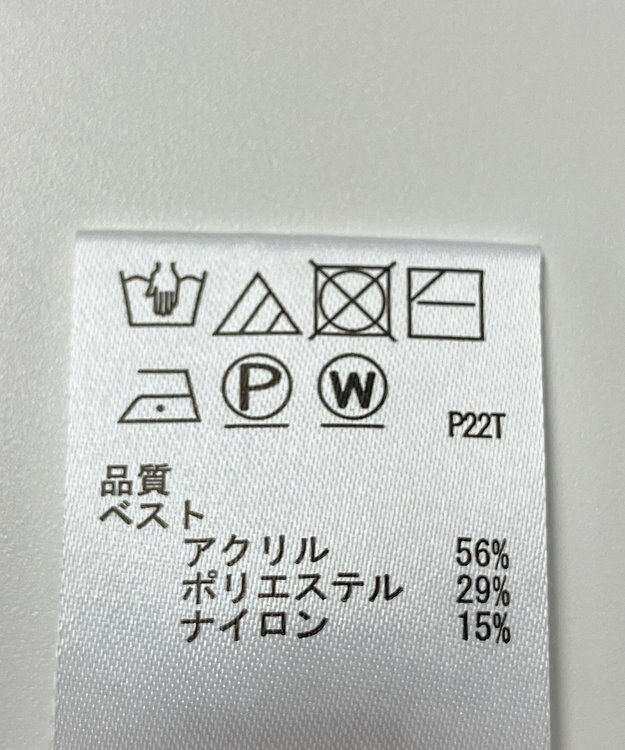 P W P22T
品質
ベスト
アクリル 56%
ポリエステル 29%
ナイロン 15%